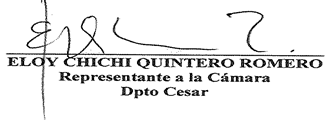 ELOY CHICHI QUINTERO ROMERO
Representante a la Cámara
Dpto Cesar